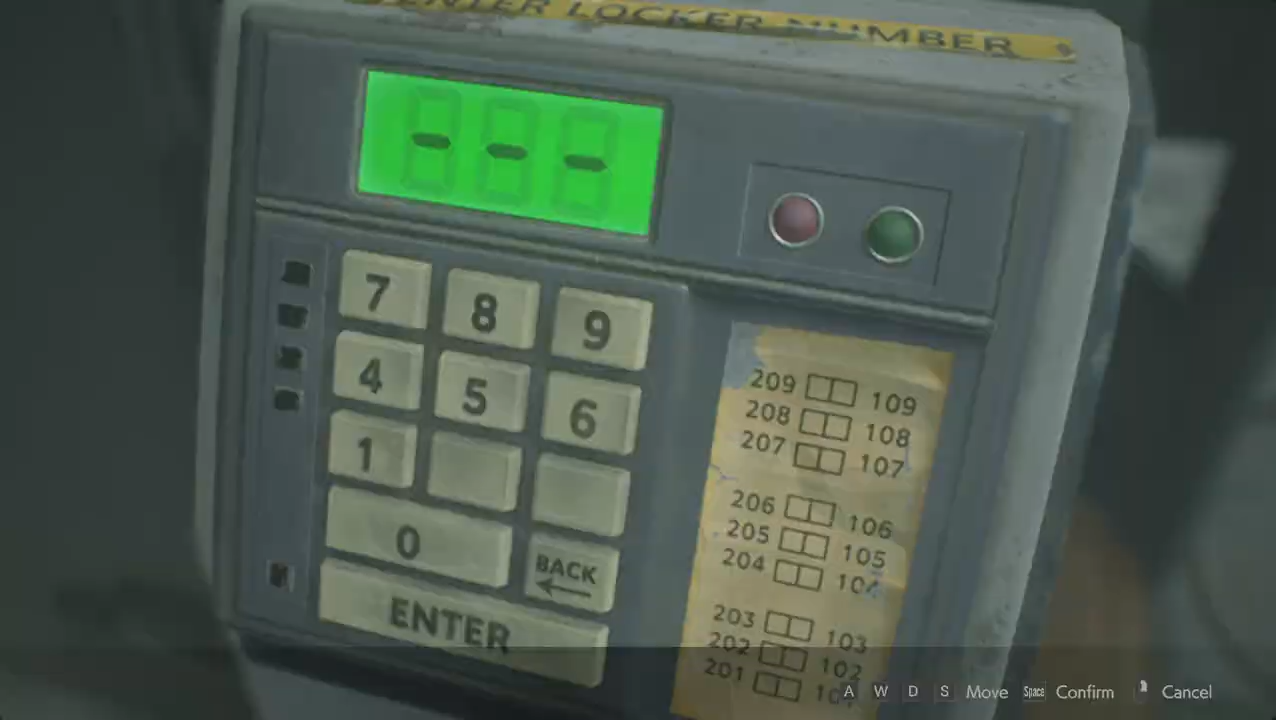 ENTER LOCKER NUMBER
- - -
7 8 9
4 5 6
1
0 BACK
ENTER
209 109
208 108
207 107
206 106
205 105
204 104
203 103
202 102
201
A W D S Move Space Confirm Cancel